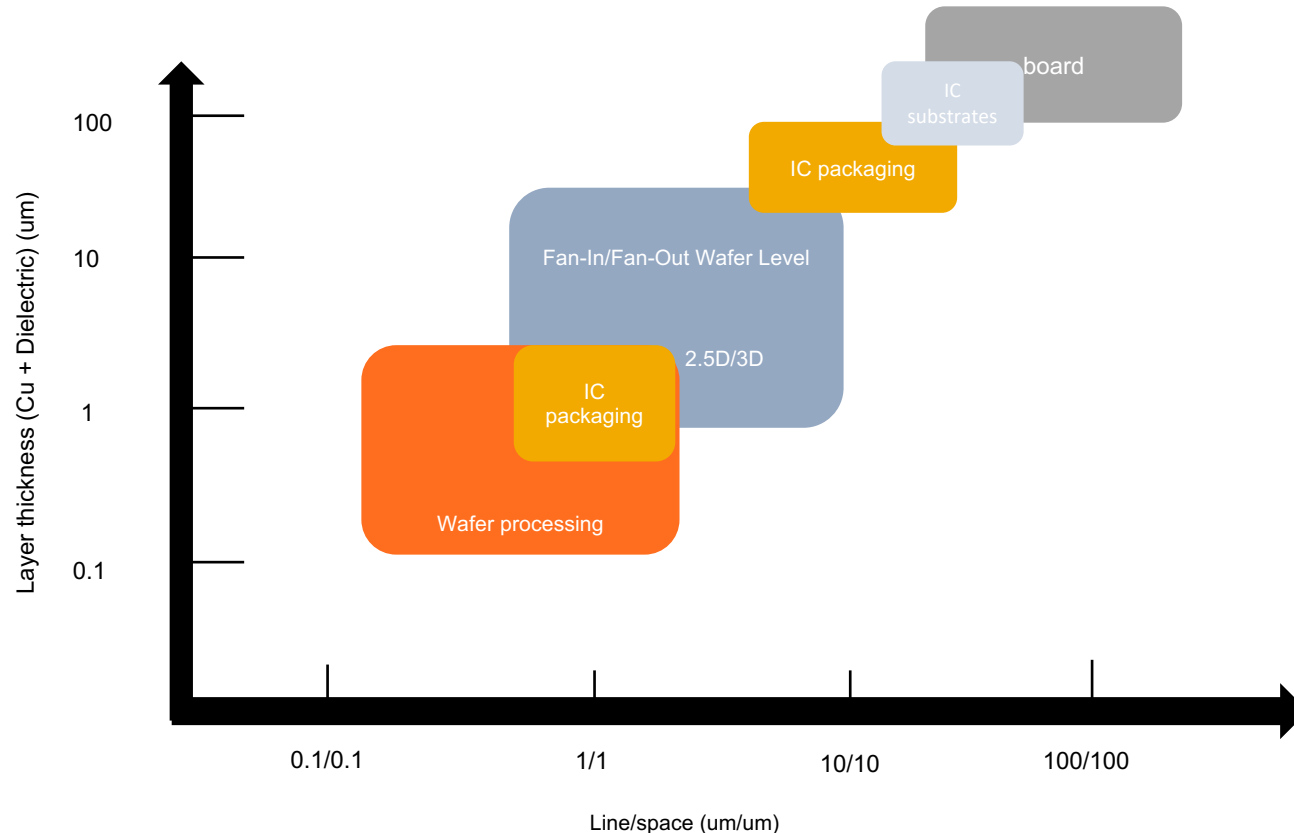 board
IC
substrates
100
IC packaging
Layer thickness (Cu + Dielectric) (um)
10
Fan-In/Fan-Out Wafer Level
2.5D/3D
IC
packaging
1
Wafer processing
0.1
0.1/0.1
1/1
10/10
100/100
Line/space (um/um)